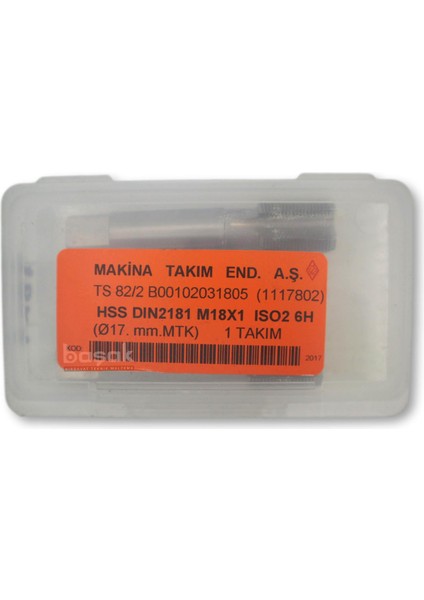 MAKİNA TAKIM END. A.Ş.
TS 82/2 B00102031805 (1117802)
HSS DIN2181 M18X1 ISO2 6H
(Ø17. mm.MTK) 1 TAKIM
KOD:
başak
2017